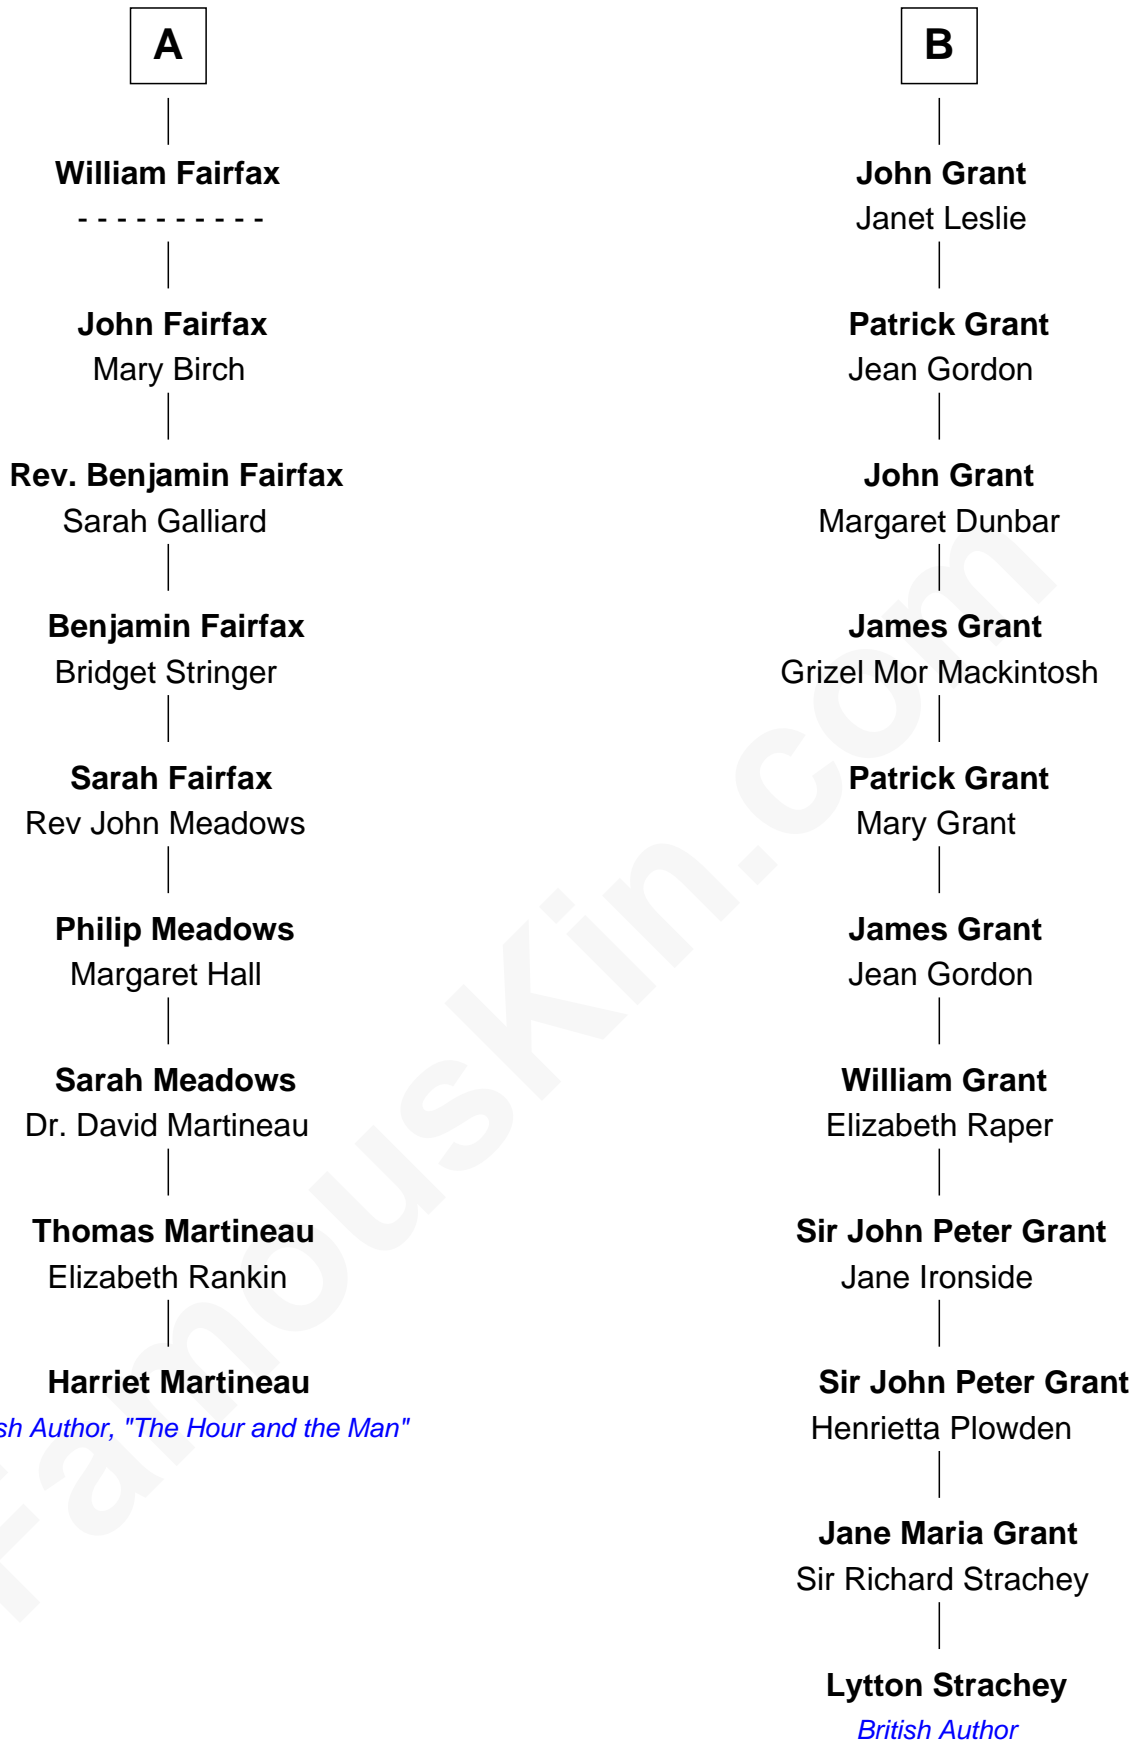 A
William Fairfax
- - - - - - - - - -
John Fairfax
Mary Birch
Rev. Benjamin Fairfax
Sarah Galliard
Benjamin Fairfax
Bridget Stringer
Sarah Fairfax
Rev John Meadows
Philip Meadows
Margaret Hall
Sarah Meadows
Dr. David Martineau
Thomas Martineau
Elizabeth Rankin
Harriet Martineau
sh Author, "The Hour and the Man"
B
John Grant
Janet Leslie
Patrick Grant
Jean Gordon
John Grant
Margaret Dunbar
James Grant
Grizel Mor Mackintosh
Patrick Grant
Mary Grant
James Grant
Jean Gordon
William Grant
Elizabeth Raper
Sir John Peter Grant
Jane Ironside
Sir John Peter Grant
Henrietta Plowden
Jane Maria Grant
Sir Richard Strachey
Lytton Strachey
British Author
FamousKin.com